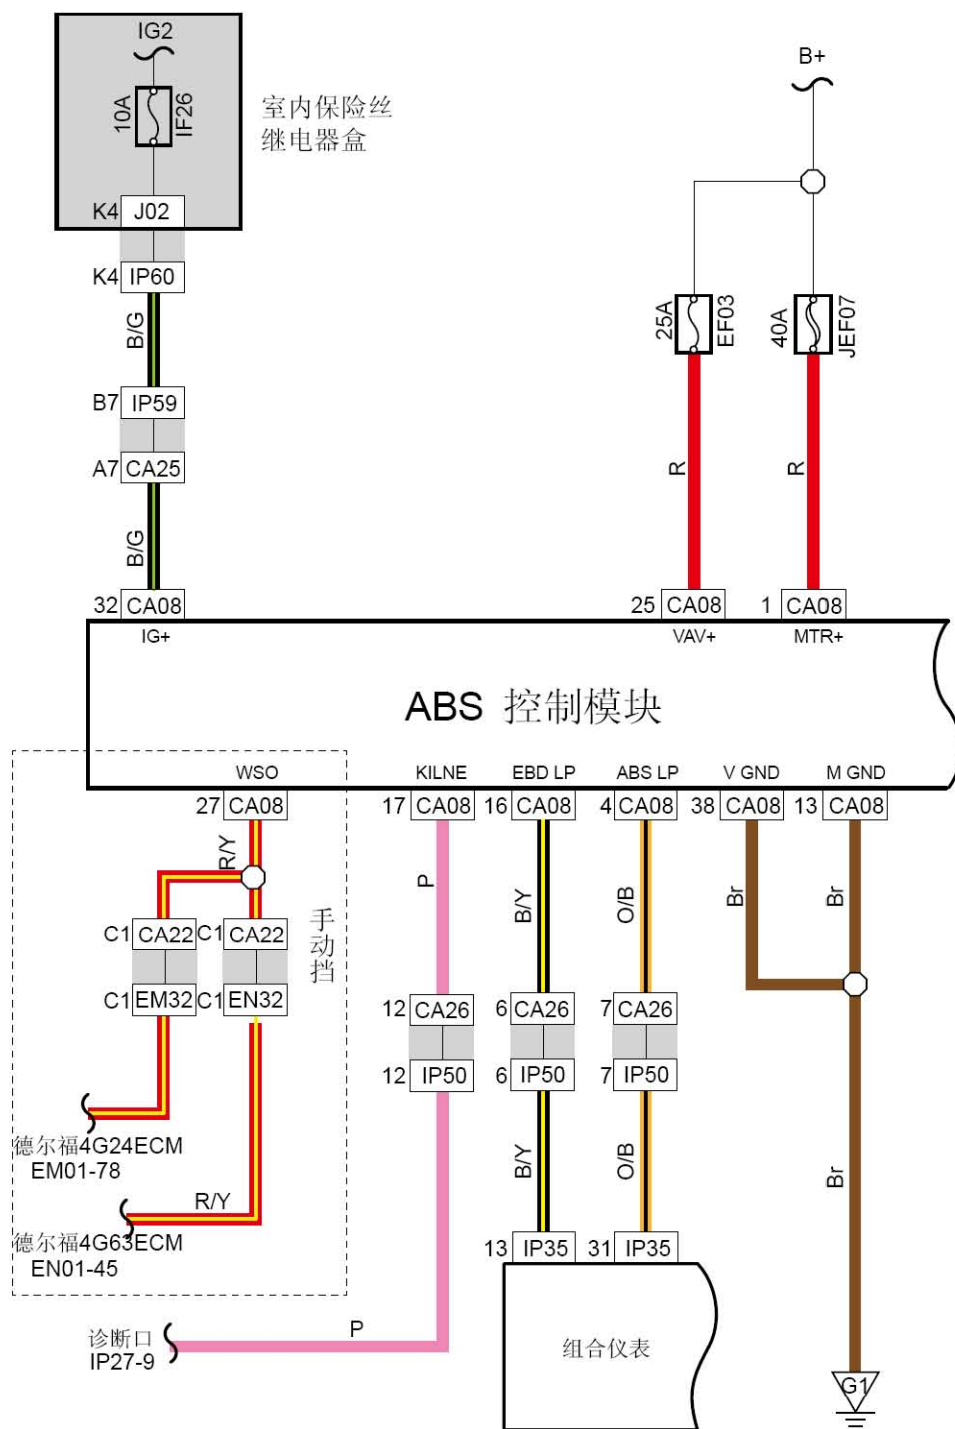 IG2
B+
10A
IF26
室内保险丝
继电器盒
K4 J02
K4 IP60
B/G
25A
EF03
40A
JEF07
B7 IP59
A7 CA25
R
R
B/G
32 CA08
25 CA08
1 CA08
IG+
VAV+
MTR+
ABS 控制模块
WSO
KILNE
EBD LP
ABS LP
V GND
M GND
27 CA08
17 CA08
16 CA08
4 CA08
38 CA08
13 CA08
R/Y
P
B/Y
O/B
Br
Br
手动挡
C1 CA22
C1 CA22
C1 EM32
C1 EN32
12 CA26
6 CA26
7 CA26
12 IP50
6 IP50
7 IP50
德尔福4G24ECM
EM01-78
B/Y
O/B
Br
R/Y
德尔福4G63ECM
EN01-45
13 IP35
31 IP35
诊断口
IP27-9
P
组合仪表
G1